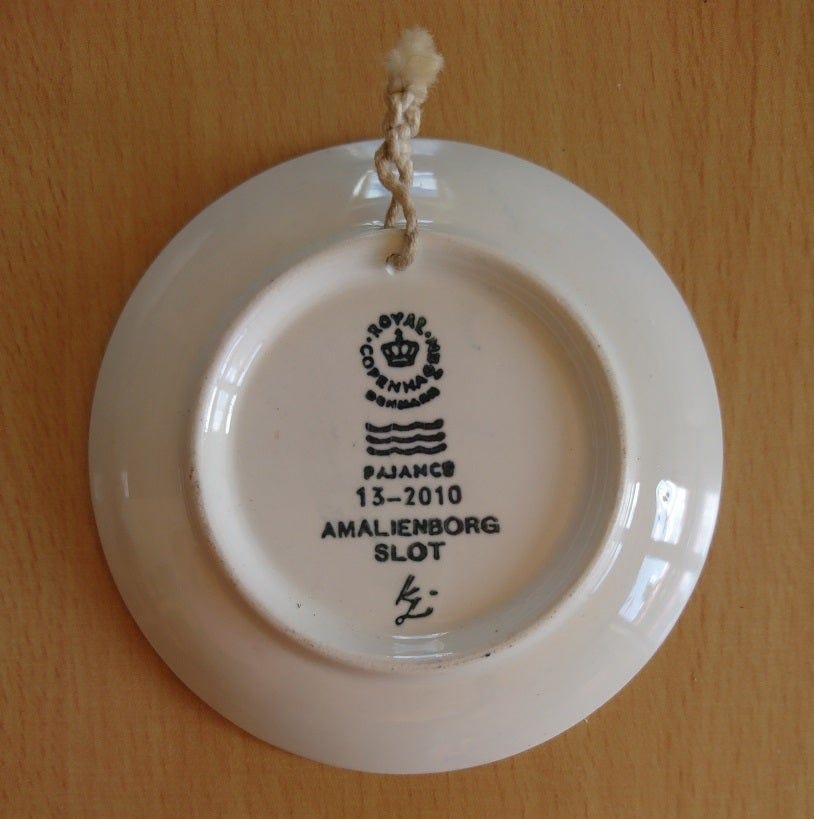 ROYAL COPENHAGEN
DENMARK
FAJANCE
13-2010
AMALIENBORG
SLOT